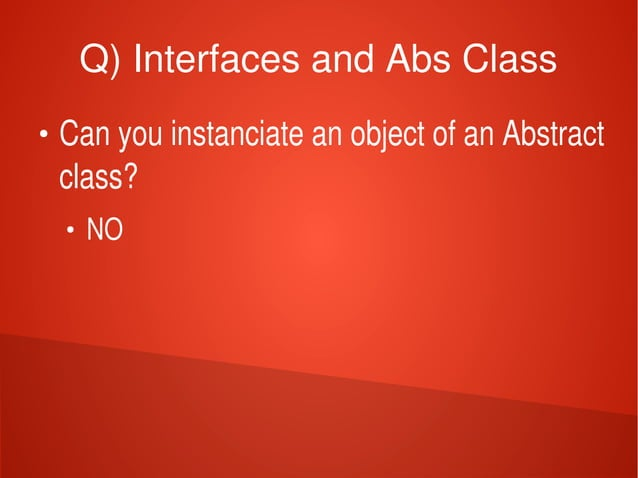 Q) Interfaces and Abs Class
• Can you instanciate an object of an Abstract
class?
• NO